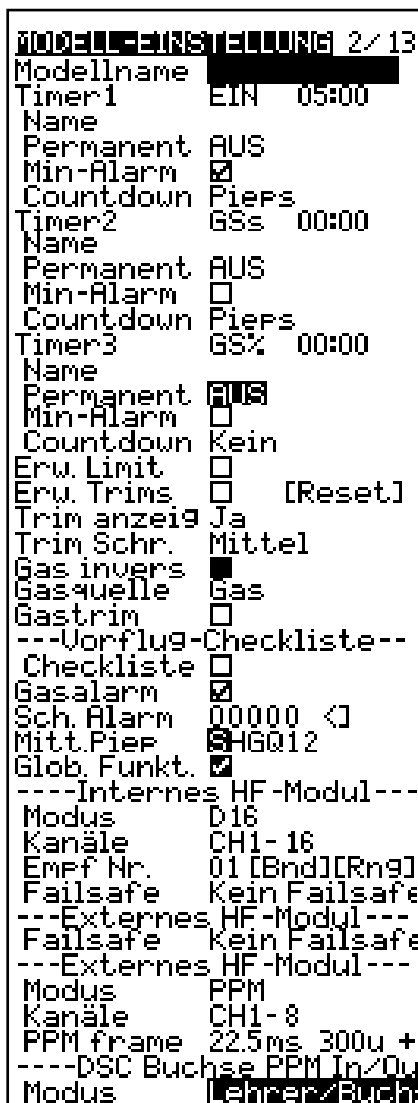 MODELL-EINSTELLUNG 2/13
Modellname
Timer1 EIN 05:00
Name
Permanent AUS
Min-Alarm ☑
Countdown Pieps
Timer2 GSs 00:00
Name
Permanent AUS
Min-Alarm ☐
Countdown Pieps
Timer3 GS% 00:00
Name
Permanent AUS
Min-Alarm ☐
Countdown Kein
Erw. Limit ☐
Erw. Trims ☐ [Reset]
Trim anzeig Ja
Trim Schr. Mittel
Gas invers
Gasquelle Gas
Gastrim ☐
---Vorflug-Checkliste--
Checkliste ☐
Gasalarm ☑
Sch. Alarm 00000 <]
Mitt.Piep SHGQ12
Glob. Funkt. ☑
----Internes HF-Modul---
Modus D16
Kanäle CH1-16
Empf Nr. 01 [Bnd][Rng]
Failsafe Kein Failsafe
---Externes HF-Modul---
Failsafe Kein Failsafe
---Externes HF-Modul---
Modus PPM
Kanäle CH1-8
PPM frame 22.5ms 300u +
----DSC Buchse PPM In/Ou
Modus Lehrer/Buchs